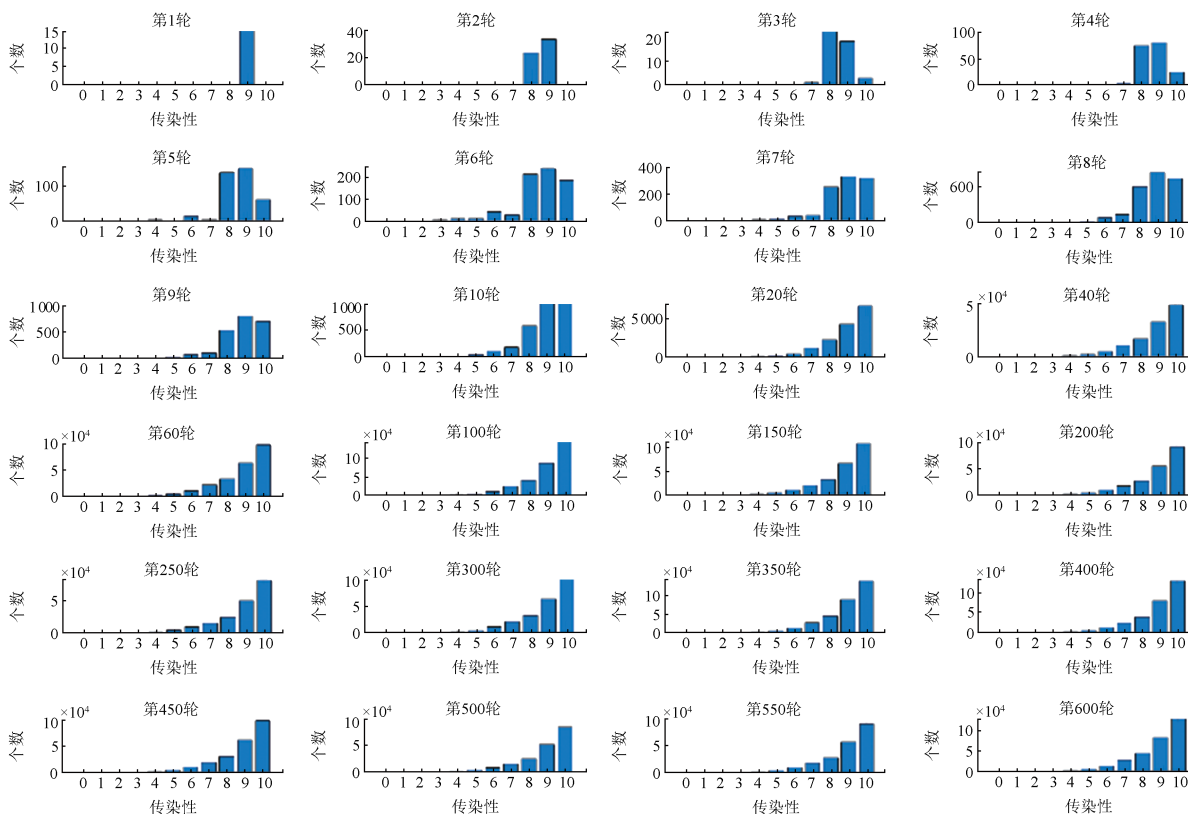 第1轮
15
10
5
0
个数
0 1 2 3 4 5 6 7 8 9 10
传染性
第2轮
40
20
0
个数
0 1 2 3 4 5 6 7 8 9 10
传染性
第3轮
20
10
0
个数
0 1 2 3 4 5 6 7 8 9 10
传染性
第4轮
100
50
0
个数
0 1 2 3 4 5 6 7 8 9 10
传染性
第5轮
100
0
个数
0 1 2 3 4 5 6 7 8 9 10
传染性
第6轮
200
100
0
个数
0 1 2 3 4 5 6 7 8 9 10
传染性
第7轮
400
200
0
个数
0 1 2 3 4 5 6 7 8 9 10
传染性
第8轮
600
0
个数
0 1 2 3 4 5 6 7 8 9 10
传染性
第9轮
1 000
500
0
个数
0 1 2 3 4 5 6 7 8 9 10
传染性
第10轮
1000
500
0
个数
0 1 2 3 4 5 6 7 8 9 10
传染性
第20轮
5 000
0
个数
0 1 2 3 4 5 6 7 8 9 10
传染性
×10⁴
第40轮
5
0
个数
0 1 2 3 4 5 6 7 8 9 10
传染性
×10⁴
第60轮
10
5
0
个数
0 1 2 3 4 5 6 7 8 9 10
传染性
×10⁴
第100轮
10
5
0
个数
0 1 2 3 4 5 6 7 8 9 10
传染性
×10⁴
第150轮
10
5
0
个数
0 1 2 3 4 5 6 7 8 9 10
传染性
×10⁴
第200轮
10
5
0
个数
0 1 2 3 4 5 6 7 8 9 10
传染性
×10⁴
第250轮
5
0
个数
0 1 2 3 4 5 6 7 8 9 10
传染性
×10⁴
第300轮
10
5
0
个数
0 1 2 3 4 5 6 7 8 9 10
传染性
×10⁴
第350轮
10
5
0
个数
0 1 2 3 4 5 6 7 8 9 10
传染性
×10⁴
第400轮
10
5
0
个数
0 1 2 3 4 5 6 7 8 9 10
传染性
×10⁴
第450轮
10
5
0
个数
0 1 2 3 4 5 6 7 8 9 10
传染性
×10⁴
第500轮
10
5
0
个数
0 1 2 3 4 5 6 7 8 9 10
传染性
×10⁴
第550轮
10
5
0
个数
0 1 2 3 4 5 6 7 8 9 10
传染性
×10⁴
第600轮
10
5
0
个数
0 1 2 3 4 5 6 7 8 9 10
传染性